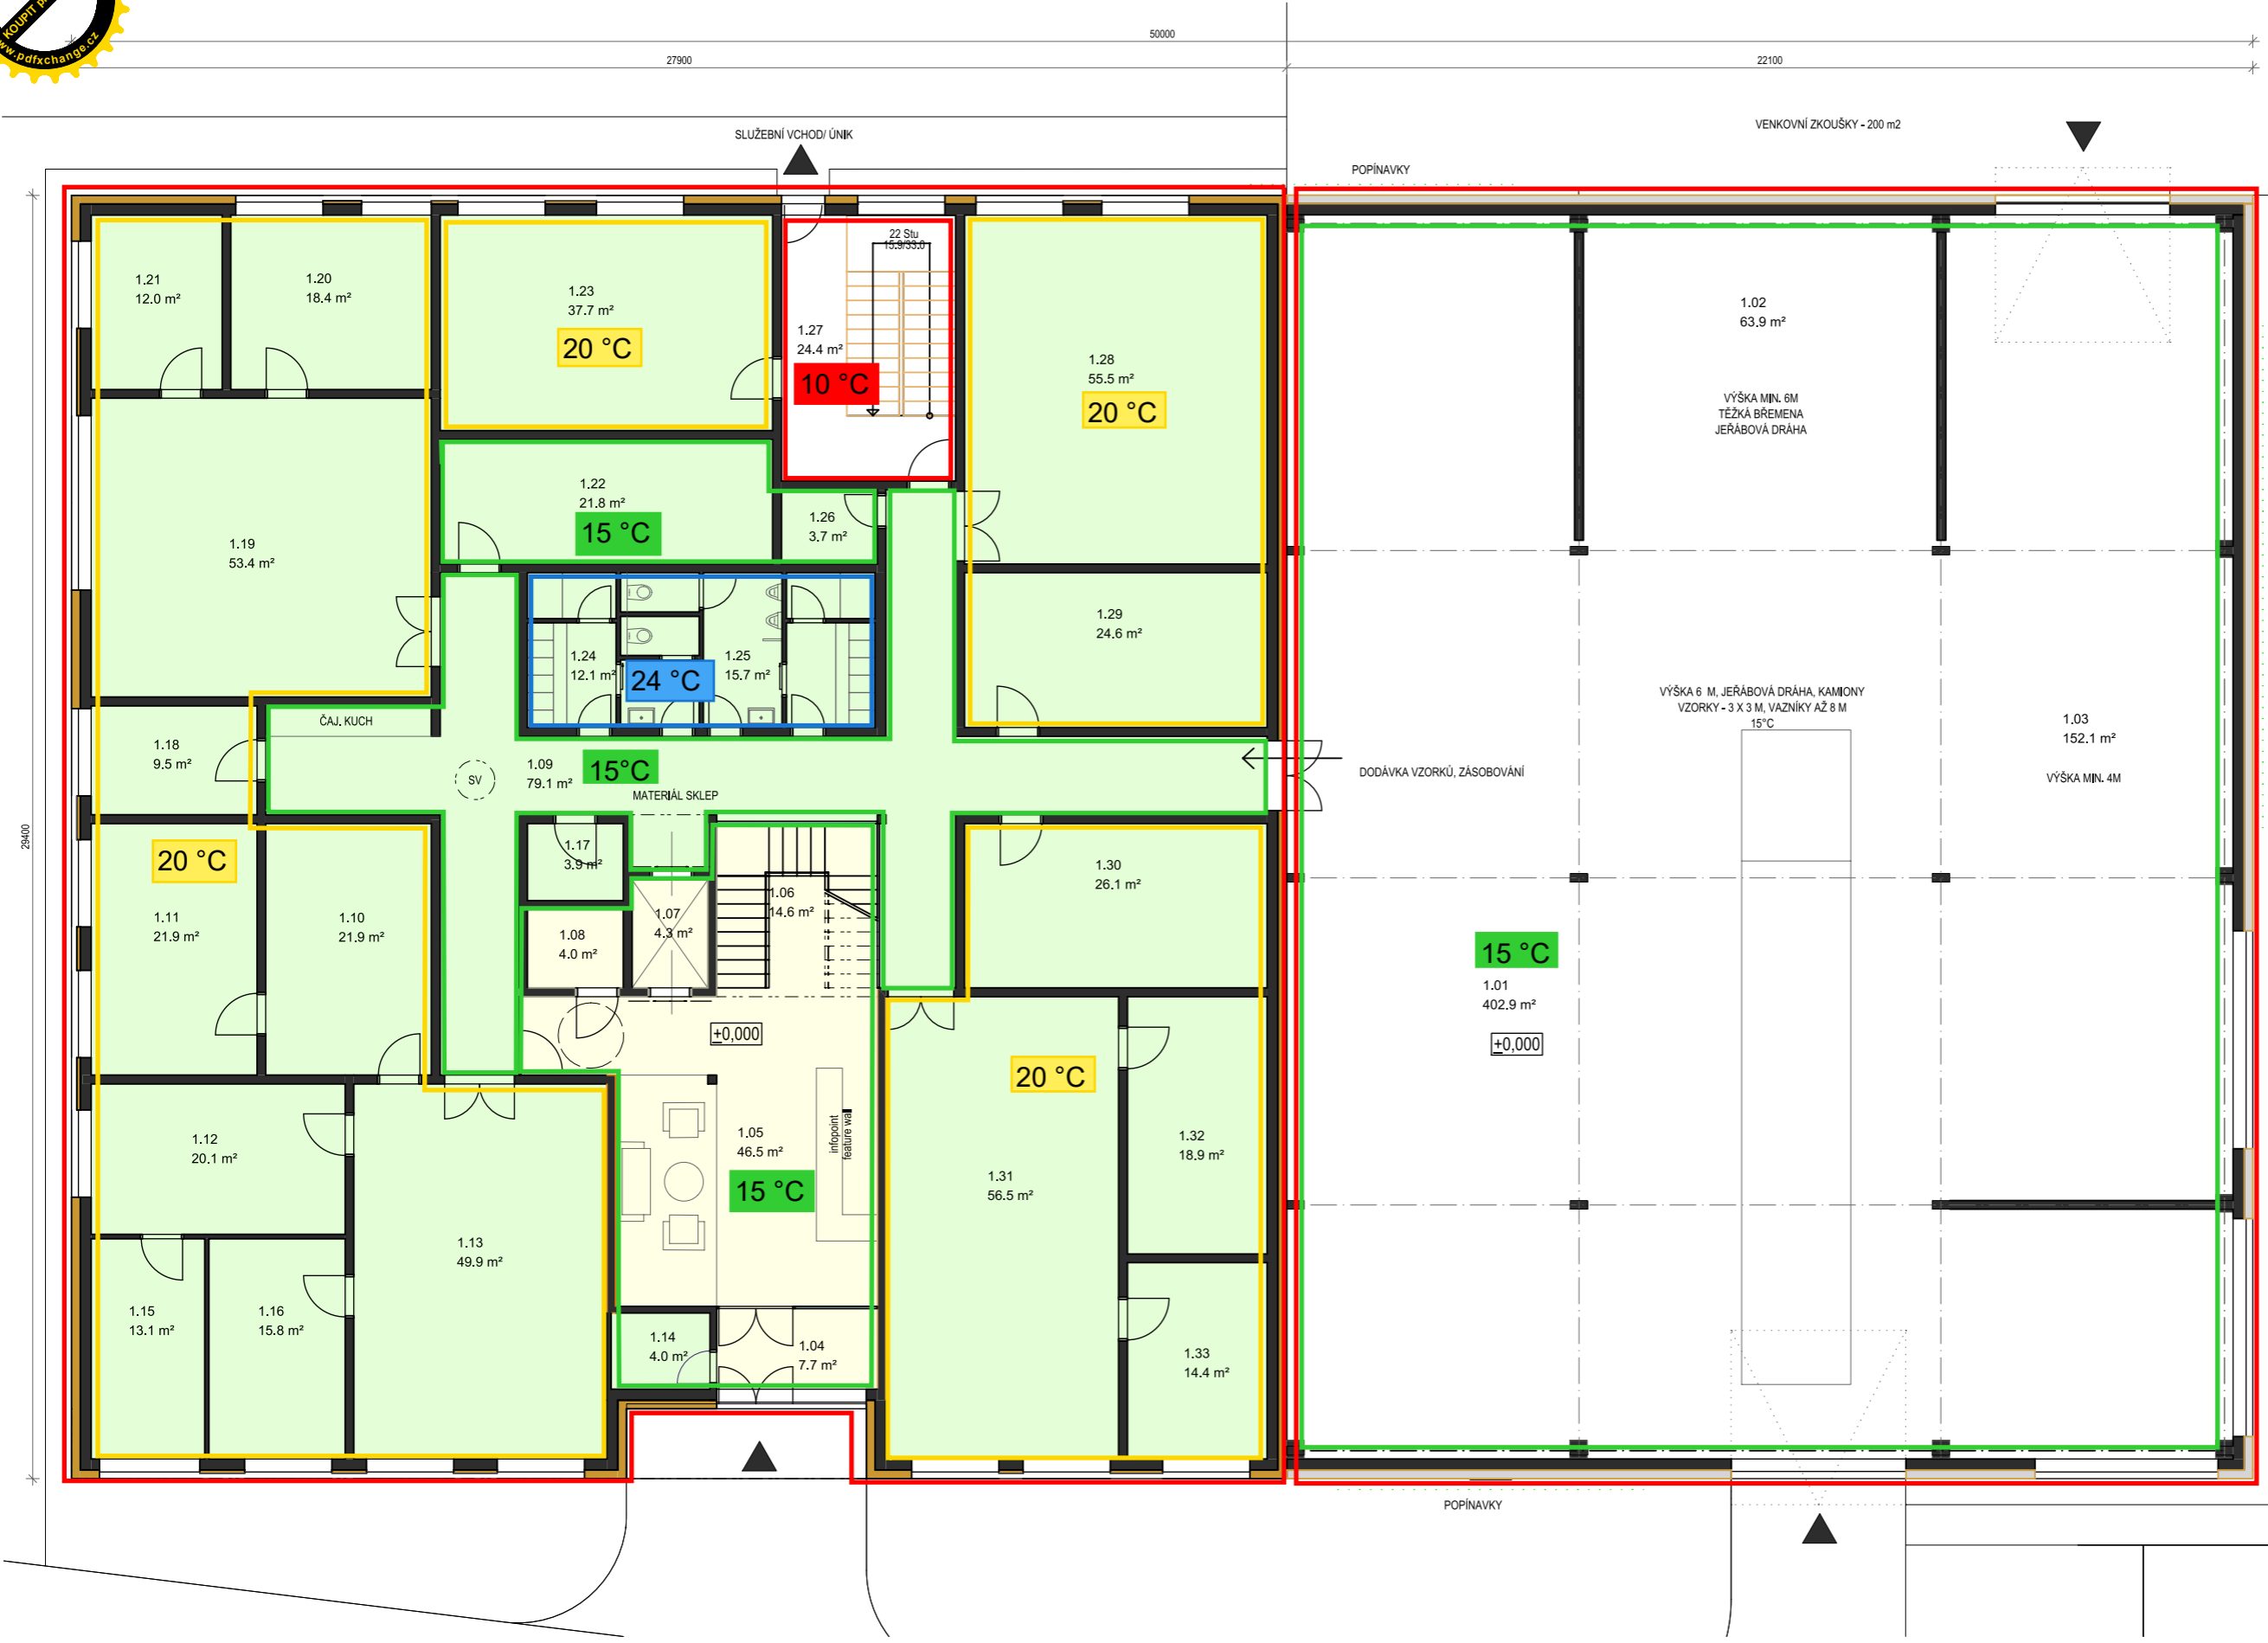 KOUPIT
www.pdfxchange.cz
50000
27900
22100
SLUŽEBNÍ VCHOD/ ÚNIK
VENKOVNÍ ZKOUŠKY - 200 m2
POPÍNAVKY
22 Stu
15.9/33.0
1.21
12.0 m²
1.20
18.4 m²
1.23
37.7 m²
20 °C
1.27
24.4 m²
10 °C
1.28
55.5 m²
20 °C
1.02
63.9 m²
VÝŠKA MIN. 6M
TĚŽKÁ BŘEMENA
JEŘÁBOVÁ DRÁHA
1.22
21.8 m²
15 °C
1.26
3.7 m²
1.19
53.4 m²
1.29
24.6 m²
1.24
12.1 m²
24 °C
1.25
15.7 m²
VÝŠKA 6 M, JEŘÁBOVÁ DRÁHA, KAMIONY
VZORKY - 3 X 3 M, VAZNÍKY AŽ 8 M
15°C
1.03
152.1 m²
VÝŠKA MIN. 4M
ČAJ. KUCH
1.18
9.5 m²
SV
1.09
79.1 m²
15°C
MATERIÁL SKLEP
DODÁVKA VZORKŮ, ZÁSOBOVÁNÍ
29400
20 °C
1.17
3.9 m²
1.30
26.1 m²
1.06
14.6 m²
1.11
21.9 m²
1.10
21.9 m²
1.07
4.3 m²
1.08
4.0 m²
15 °C
1.01
402.9 m²
±0,000
±0,000
20 °C
1.12
20.1 m²
1.05
46.5 m²
15 °C
infopoint
feature wall
1.32
18.9 m²
1.31
56.5 m²
1.13
49.9 m²
1.15
13.1 m²
1.16
15.8 m²
1.14
4.0 m²
1.04
7.7 m²
1.33
14.4 m²
POPÍNAVKY